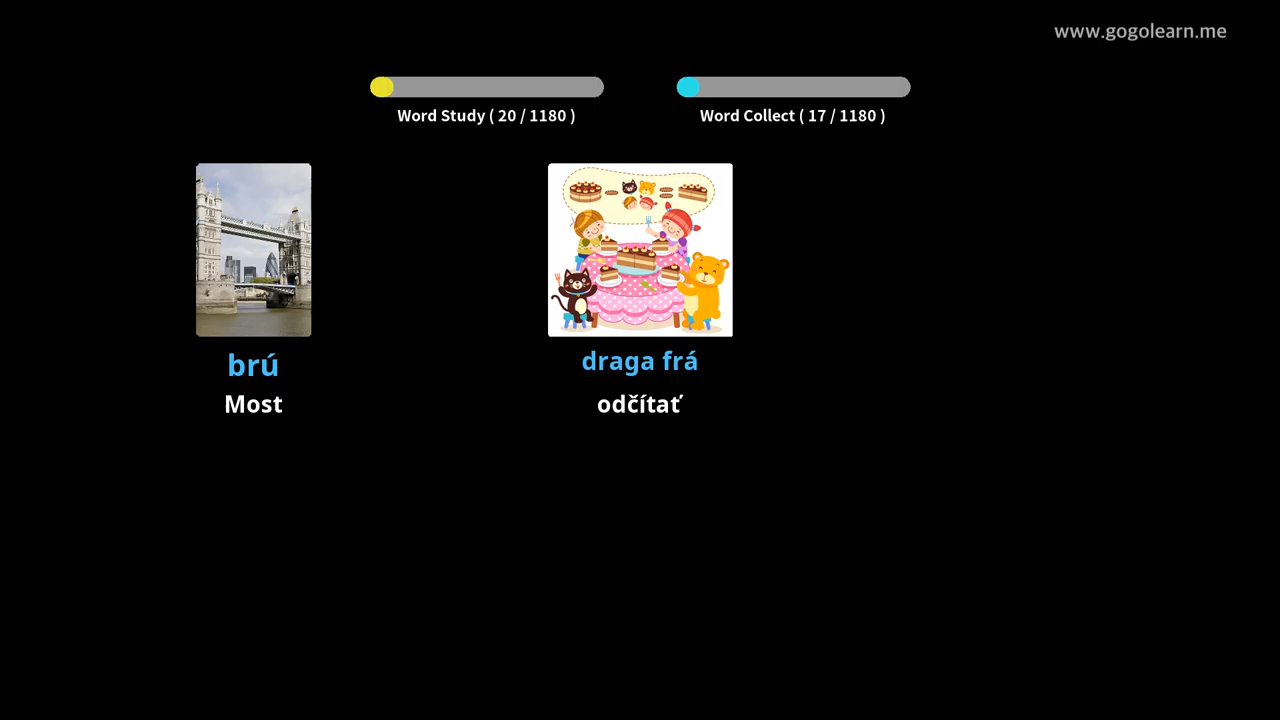 www.gogolearn.me
Word Study ( 20 / 1180 )
Word Collect ( 17 / 1180 )
brú
Most
draga frá
odčítať